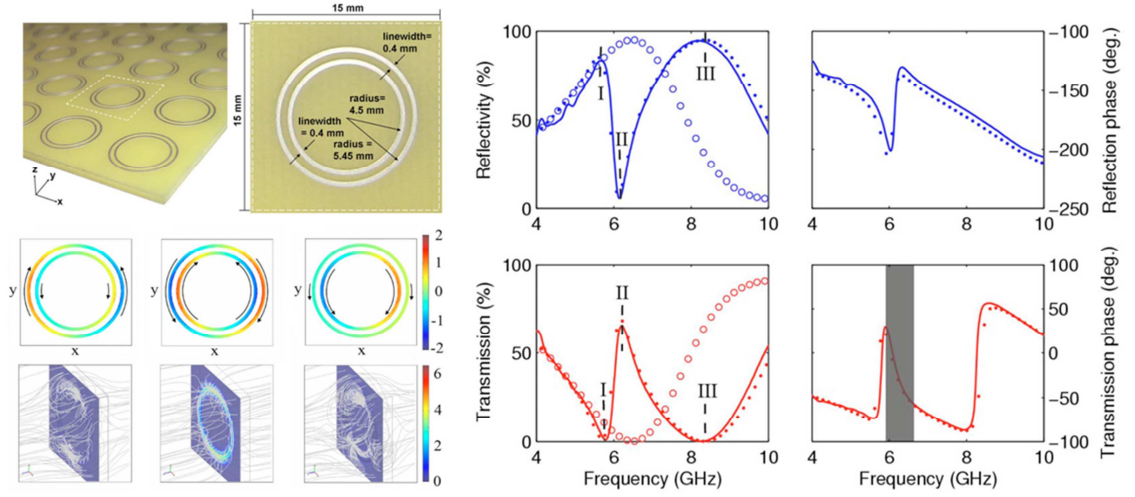 15 mm
15 mm
linewidth=
0.4 mm
radius=
4.5 mm
linewidth
= 0.4 mm
radius =
5.45 mm
z
y
x
y
x
y
x
y
x
2
1
0
-1
-2
6
4
2
0
Reflectivity (%)
100
50
0
I
II
III
4
6
8
10
4
6
8
10
−100
−150
−200
−250
Reflection phase (deg.)
Transmission (%)
100
50
0
I
II
III
4
6
8
10
Frequency (GHz)
4
6
8
10
Frequency (GHz)
100
50
0
−50
−100
Transmission phase (deg.)